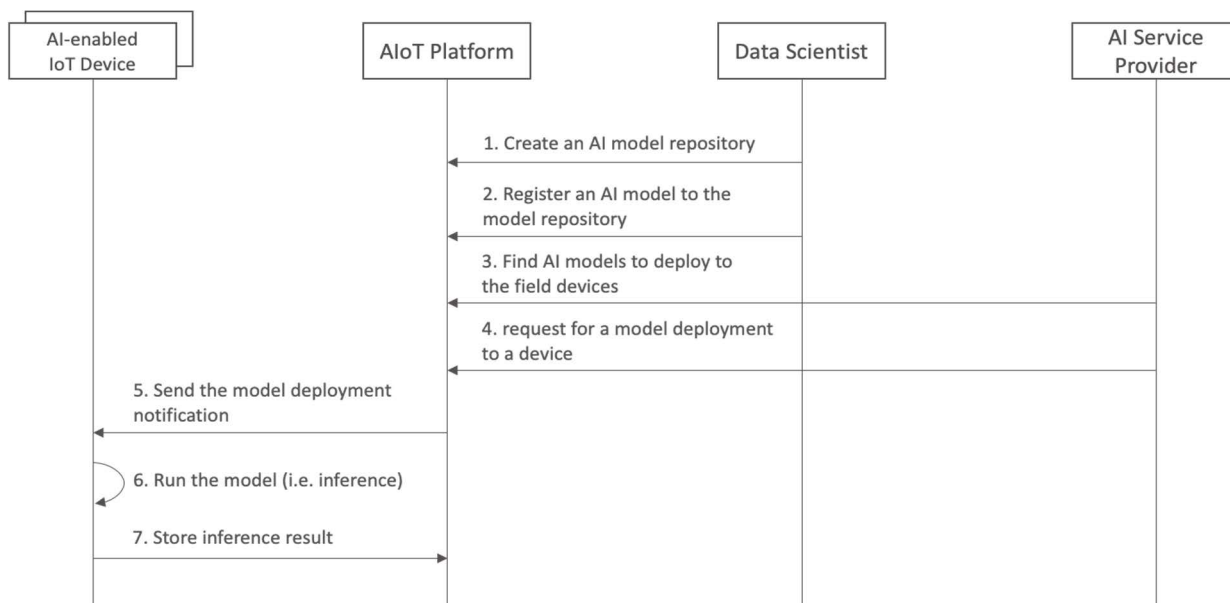 AI-enabled
IoT Device
AIoT Platform
Data Scientist
AI Service
Provider
1. Create an AI model repository
2. Register an AI model to the
model repository
3. Find AI models to deploy to
the field devices
4. request for a model deployment
to a device
5. Send the model deployment
notification
6. Run the model (i.e. inference)
7. Store inference result